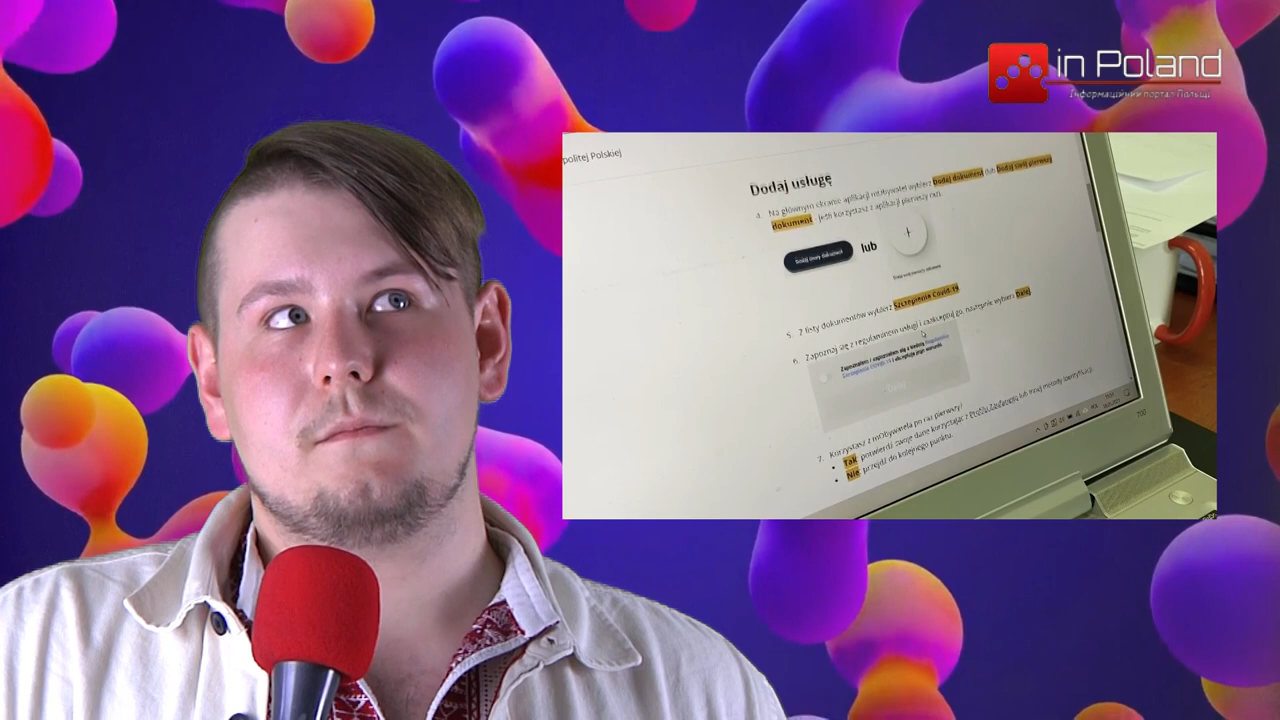 in Poland
Інформаційний портал Польщі
politej Polskiej
Dodaj usługę
4. Na głównym ekranie aplikacji mObywatel wybierz Dodaj dokument lub Dodaj swój pierwszy
dokument jeśli korzystasz z aplikacji pierwszy raz.
lub
5. Z listy dokumentów wybierz Szczepienie Covid-19
6. Zapoznaj się z regulaminem usługi i zaakceptuj go, następnie wybierz Dalej
Dalej
7. Korzystasz z mObywatela po raz pierwszy?
Tak potwierdź swoje dane korzystając z Profilu Zaufanego lub innej metody identyfikacji.
Nie przejdź do kolejnego punktu.
700